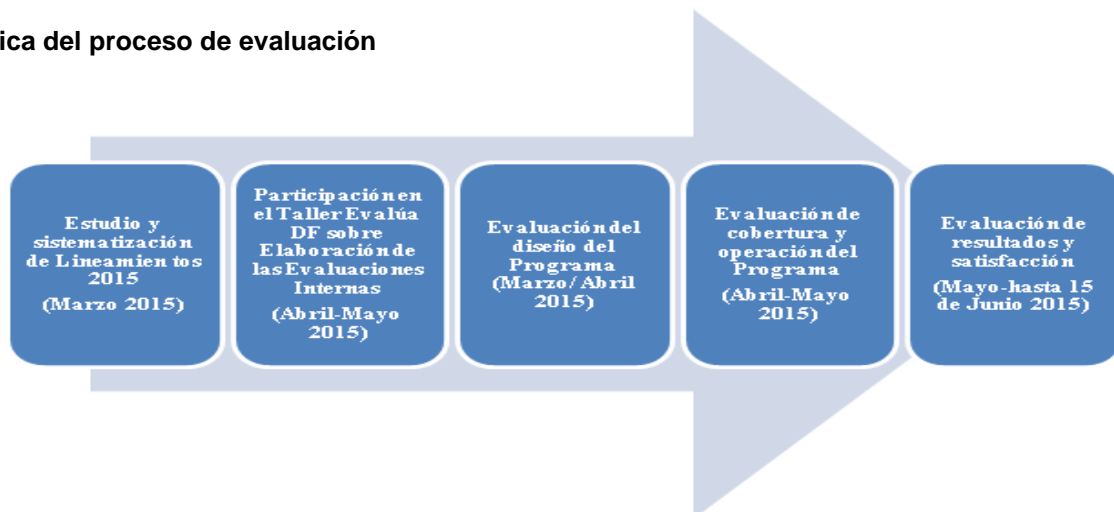 ica del proceso de evaluación
Estudio y
sistematización
de Lineamientos
2015
(Marzo 2015)
Participación en
el Taller Evalúa
DF sobre
Elaboración de
las Evaluaciones
Internas
(Abril-Mayo
2015)
Evaluación del
diseño del
Programa
(Marzo/Abril
2015)
Evaluación de
cobertura y
operación del
Programa
(Abril-Mayo
2015)
Evaluación de
resultados y
satisfacción
(Mayo-hasta 15
de Junio 2015)